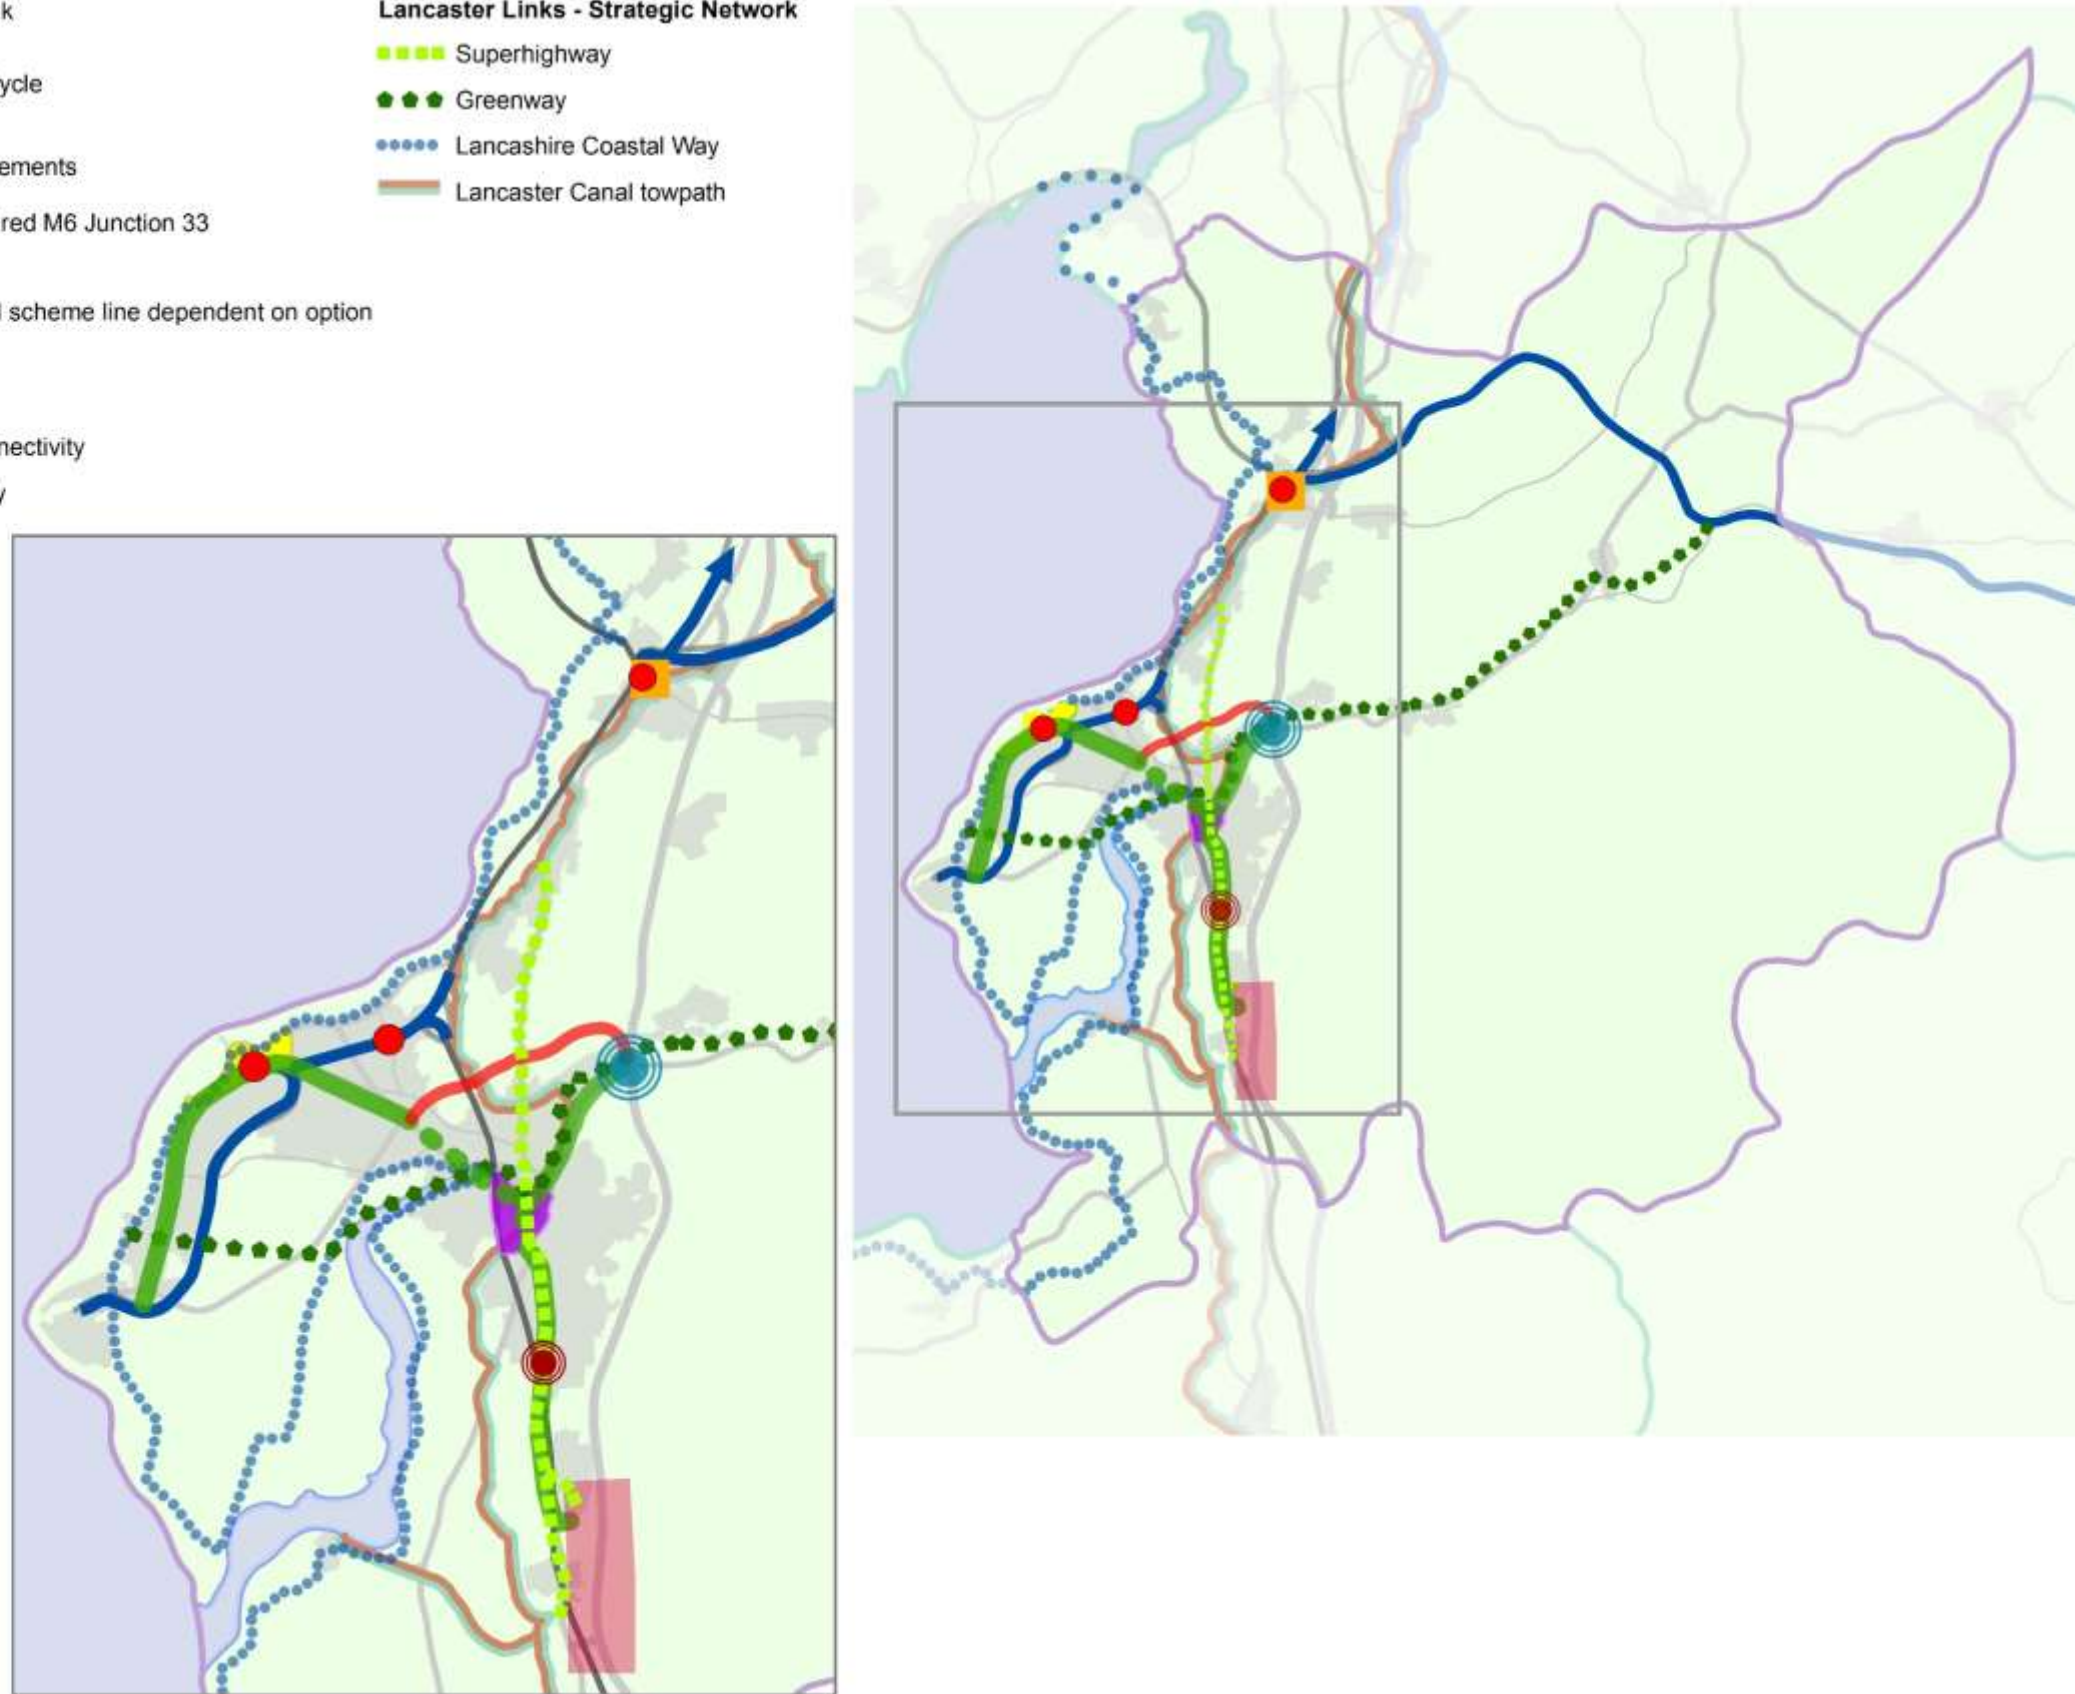 k
ycle
ements
red M6 Junction 33
l scheme line dependent on option
nectivity
y
Lancaster Links - Strategic Network
Superhighway
Greenway
Lancashire Coastal Way
Lancaster Canal towpath